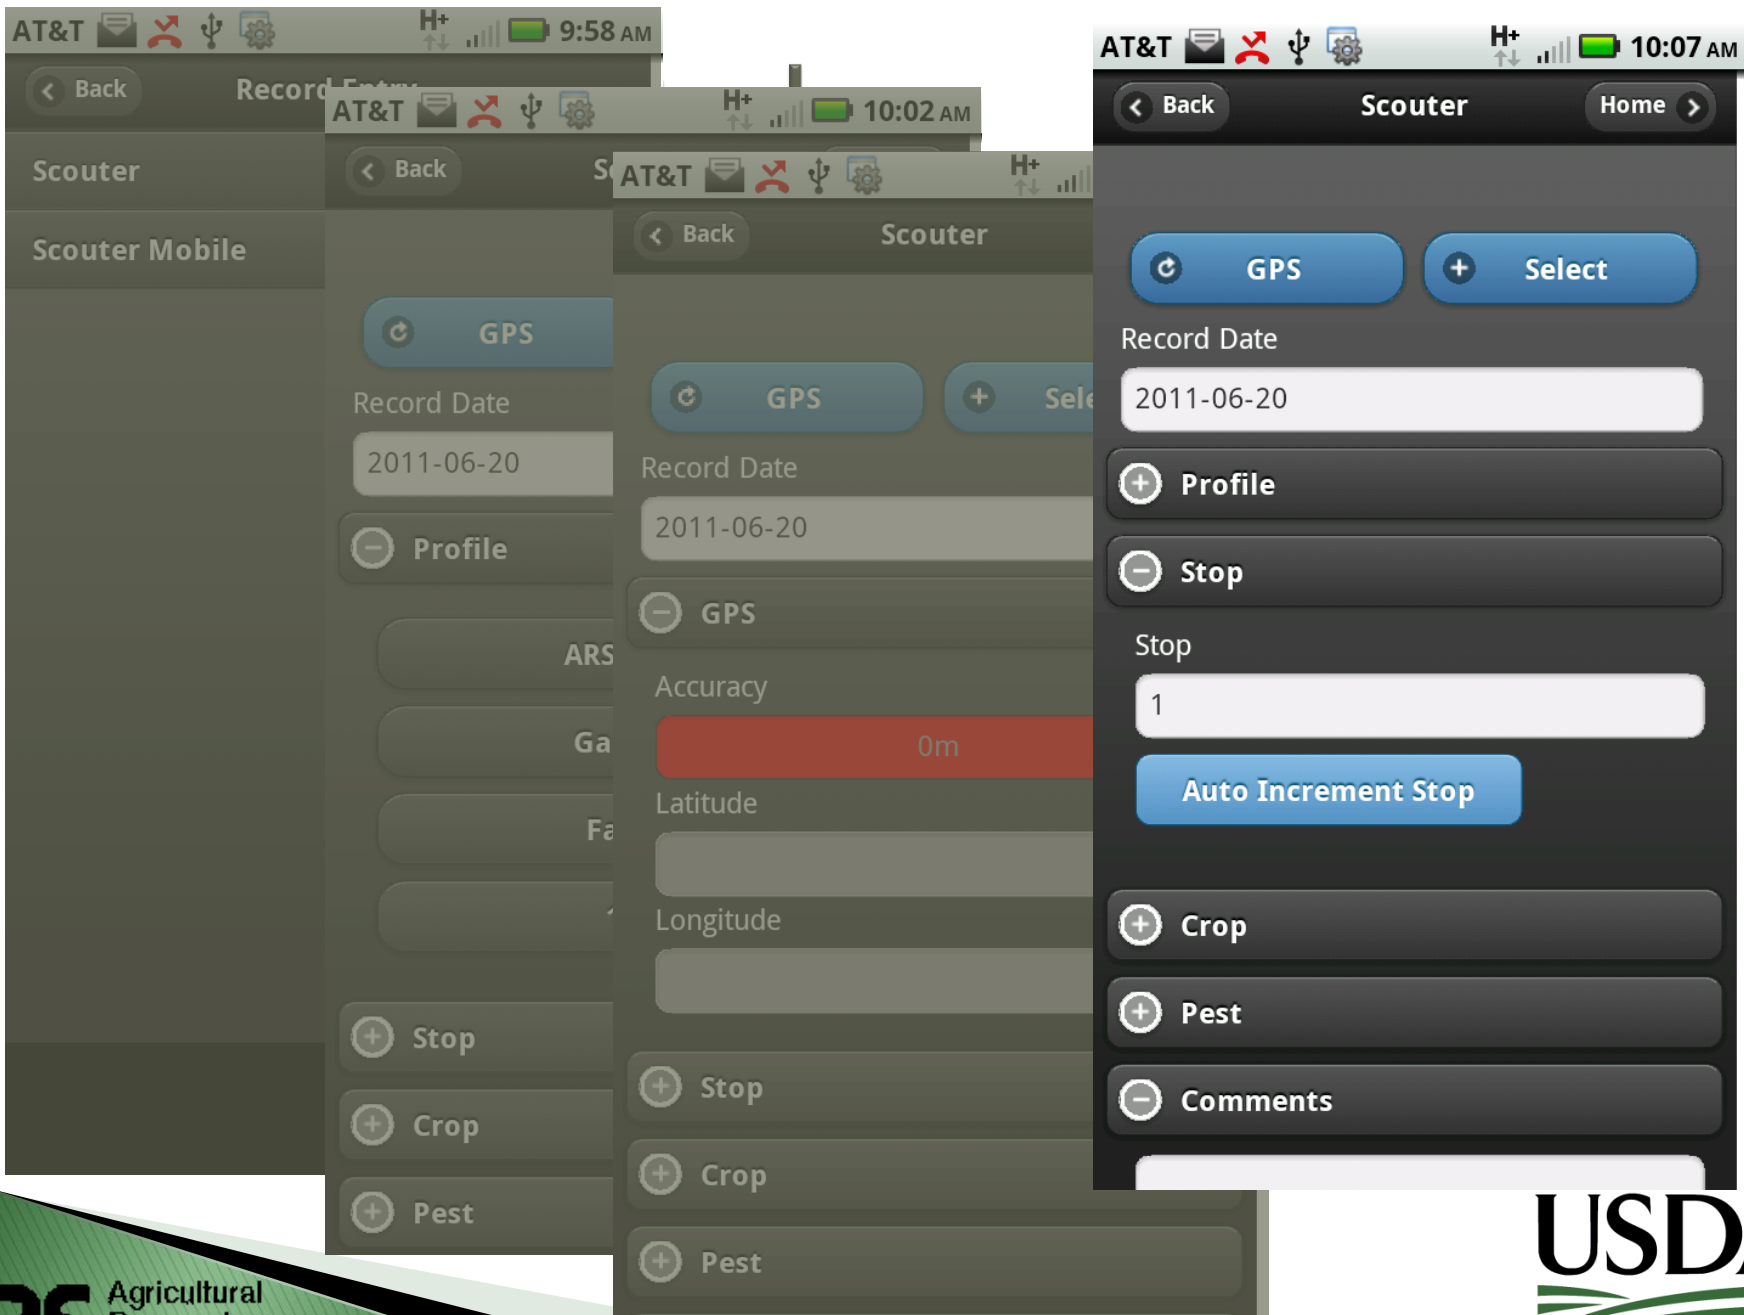 AT&T H+ 9:58 AM
Back Record Entry
Scouter
Scouter Mobile
AT&T H+ 10:02 AM
Back
GPS
Record Date
2011-06-20
Profile
ARS
Stop
Crop
Pest
AT&T H+
Back Scouter
GPS
Record Date
2011-06-20
GPS
Accuracy
0m
Latitude
Longitude
Stop
Crop
Pest
AT&T H+ 10:07 AM
Back Scouter Home
GPS Select
Record Date
2011-06-20
Profile
Stop
Stop
1
Auto Increment Stop
Crop
Pest
Comments
Agricultural
USDA